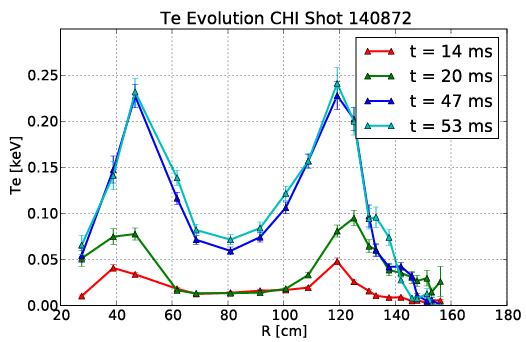 Te Evolution CHI Shot 140872
t = 14 ms
t = 20 ms
t = 47 ms
t = 53 ms
0.25
0.20
0.15
0.10
0.05
0.00
Te [keV]
20 40 60 80 100 120 140 160 180
R [cm]